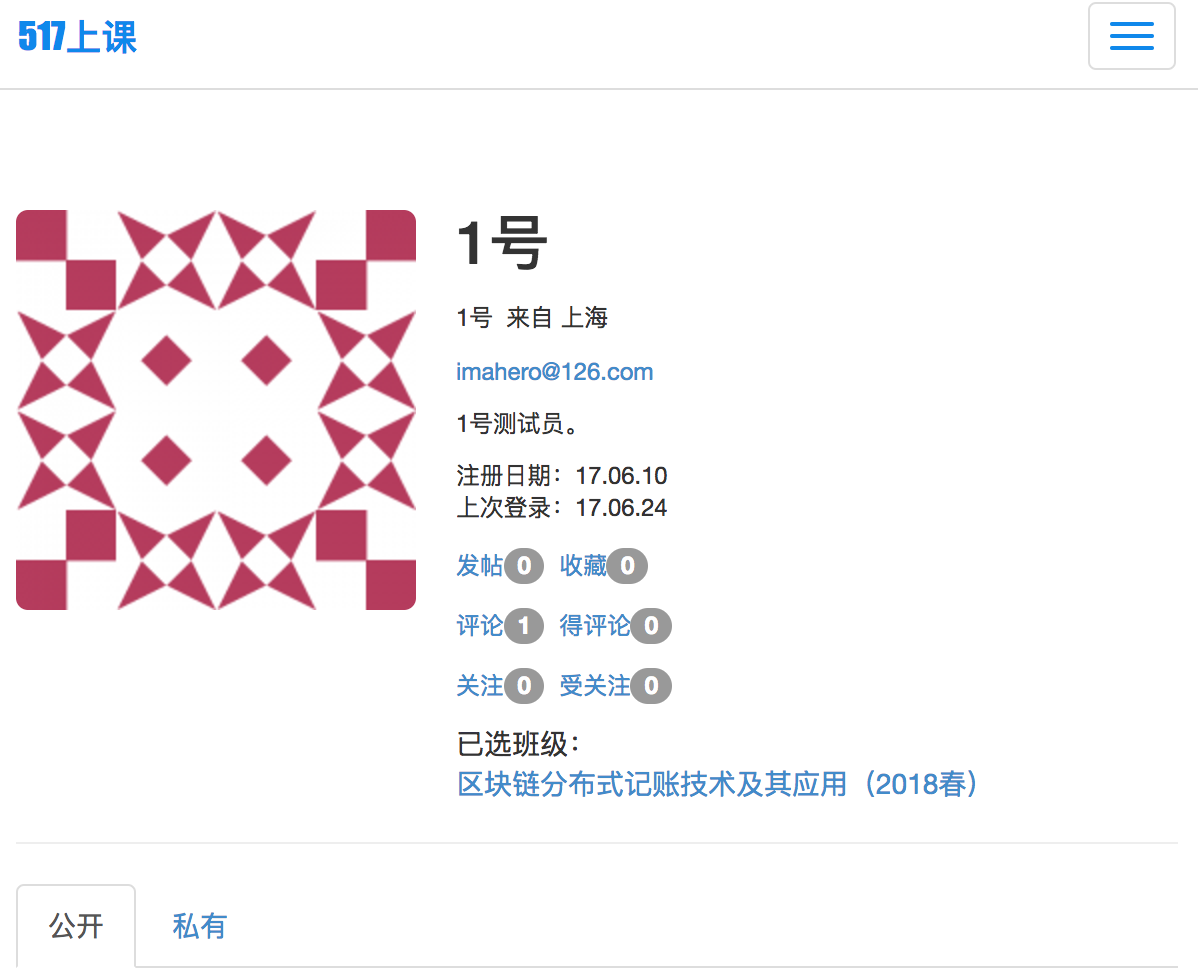 517上课
1号
1号 来自 上海
imahero@126.com
1号测试员。
注册日期：17.06.10
上次登录：17.06.24
发帖0 收藏0
评论1 得评论0
关注0 受关注0
已选班级：
区块链分布式记账技术及其应用（2018春）
公开 私有